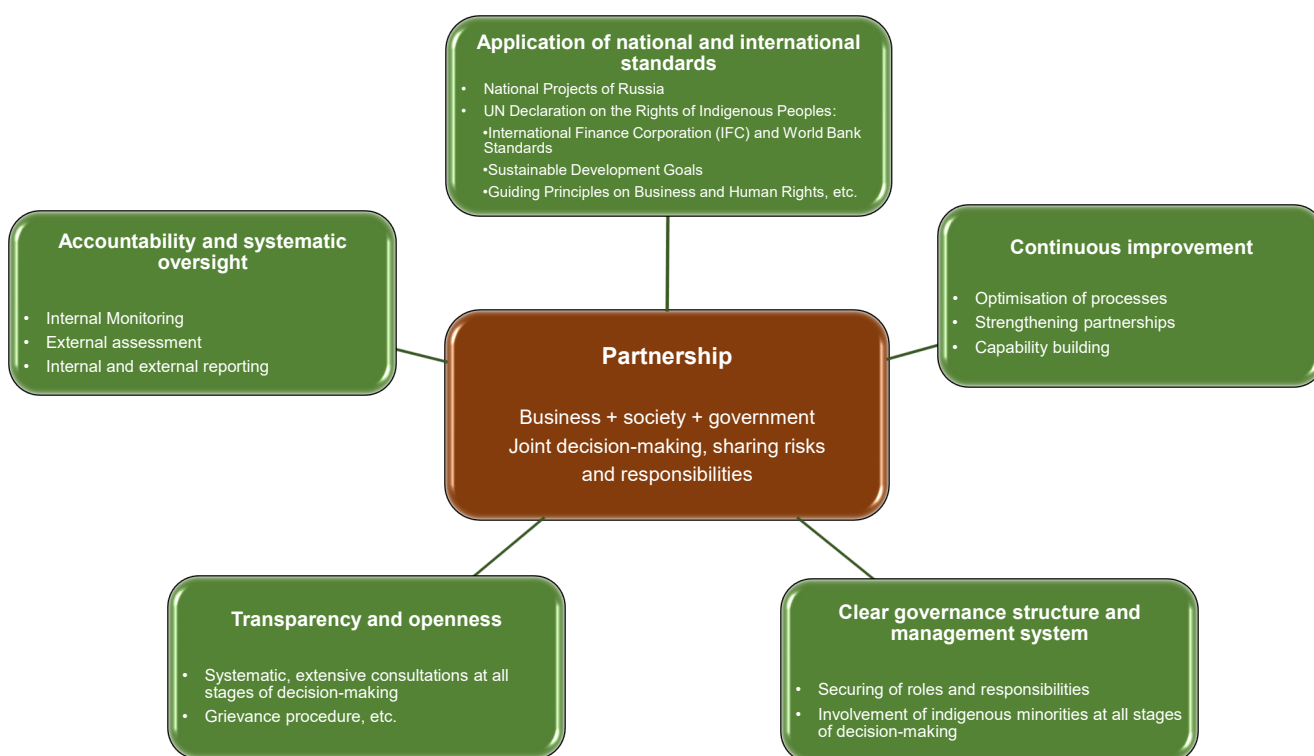 Application of national and international
standards
• National Projects of Russia
• UN Declaration on the Rights of Indigenous Peoples:
•International Finance Corporation (IFC) and World Bank
Standards
•Sustainable Development Goals
•Guiding Principles on Business and Human Rights, etc.
Accountability and systematic
oversight
• Internal Monitoring
• External assessment
• Internal and external reporting
Continuous improvement
• Optimisation of processes
• Strengthening partnerships
• Capability building
Partnership
Business + society + government
Joint decision-making, sharing risks
and responsibilities
Transparency and openness
• Systematic, extensive consultations at all
stages of decision-making
• Grievance procedure, etc.
Clear governance structure and
management system
• Securing of roles and responsibilities
• Involvement of indigenous minorities at all stages
of decision-making